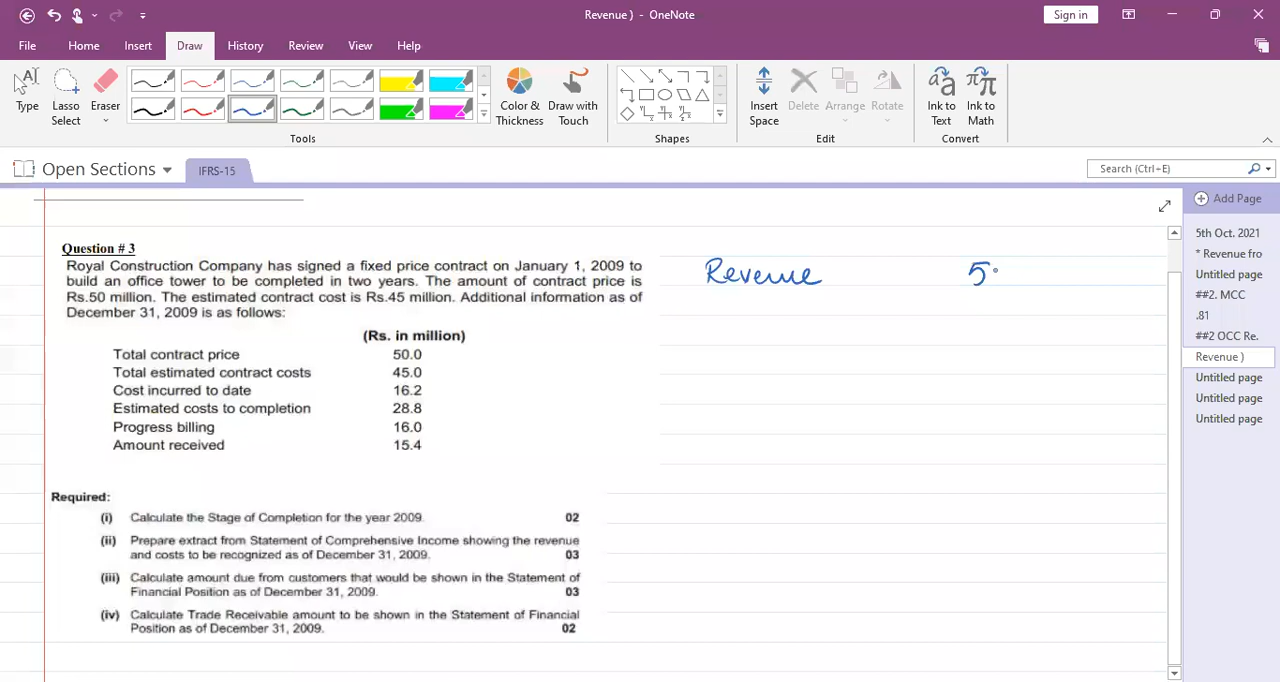 Revenue ) - OneNote
Sign in
File Home Insert Draw History Review View Help
Type
Lasso Select
Eraser
Color & Thickness
Draw with Touch
Insert Space
Delete
Arrange
Rotate
Ink to Text
Ink to Math
Tools
Shapes
Edit
Convert
Open Sections
IFRS-15
Search (Ctrl+E)
Add Page
5th Oct. 2021
* Revenue fro
Untitled page
##2. MCC
.81
##2 OCC Re.
Revenue )
Untitled page
Untitled page
Untitled page
Question # 3
Royal Construction Company has signed a fixed price contract on January 1, 2009 to
build an office tower to be completed in two years. The amount of contract price is
Rs.50 million. The estimated contract cost is Rs.45 million. Additional information as of
December 31, 2009 is as follows:
(Rs. in million)
Total contract price 50.0
Total estimated contract costs 45.0
Cost incurred to date 16.2
Estimated costs to completion 28.8
Progress billing 16.0
Amount received 15.4
Required:
(i) Calculate the Stage of Completion for the year 2009. 02
(ii) Prepare extract from Statement of Comprehensive Income showing the revenue
and costs to be recognized as of December 31, 2009. 03
(iii) Calculate amount due from customers that would be shown in the Statement of
Financial Position as of December 31, 2009. 03
(iv) Calculate Trade Receivable amount to be shown in the Statement of Financial
Position as of December 31, 2009. 02
Revenue 5